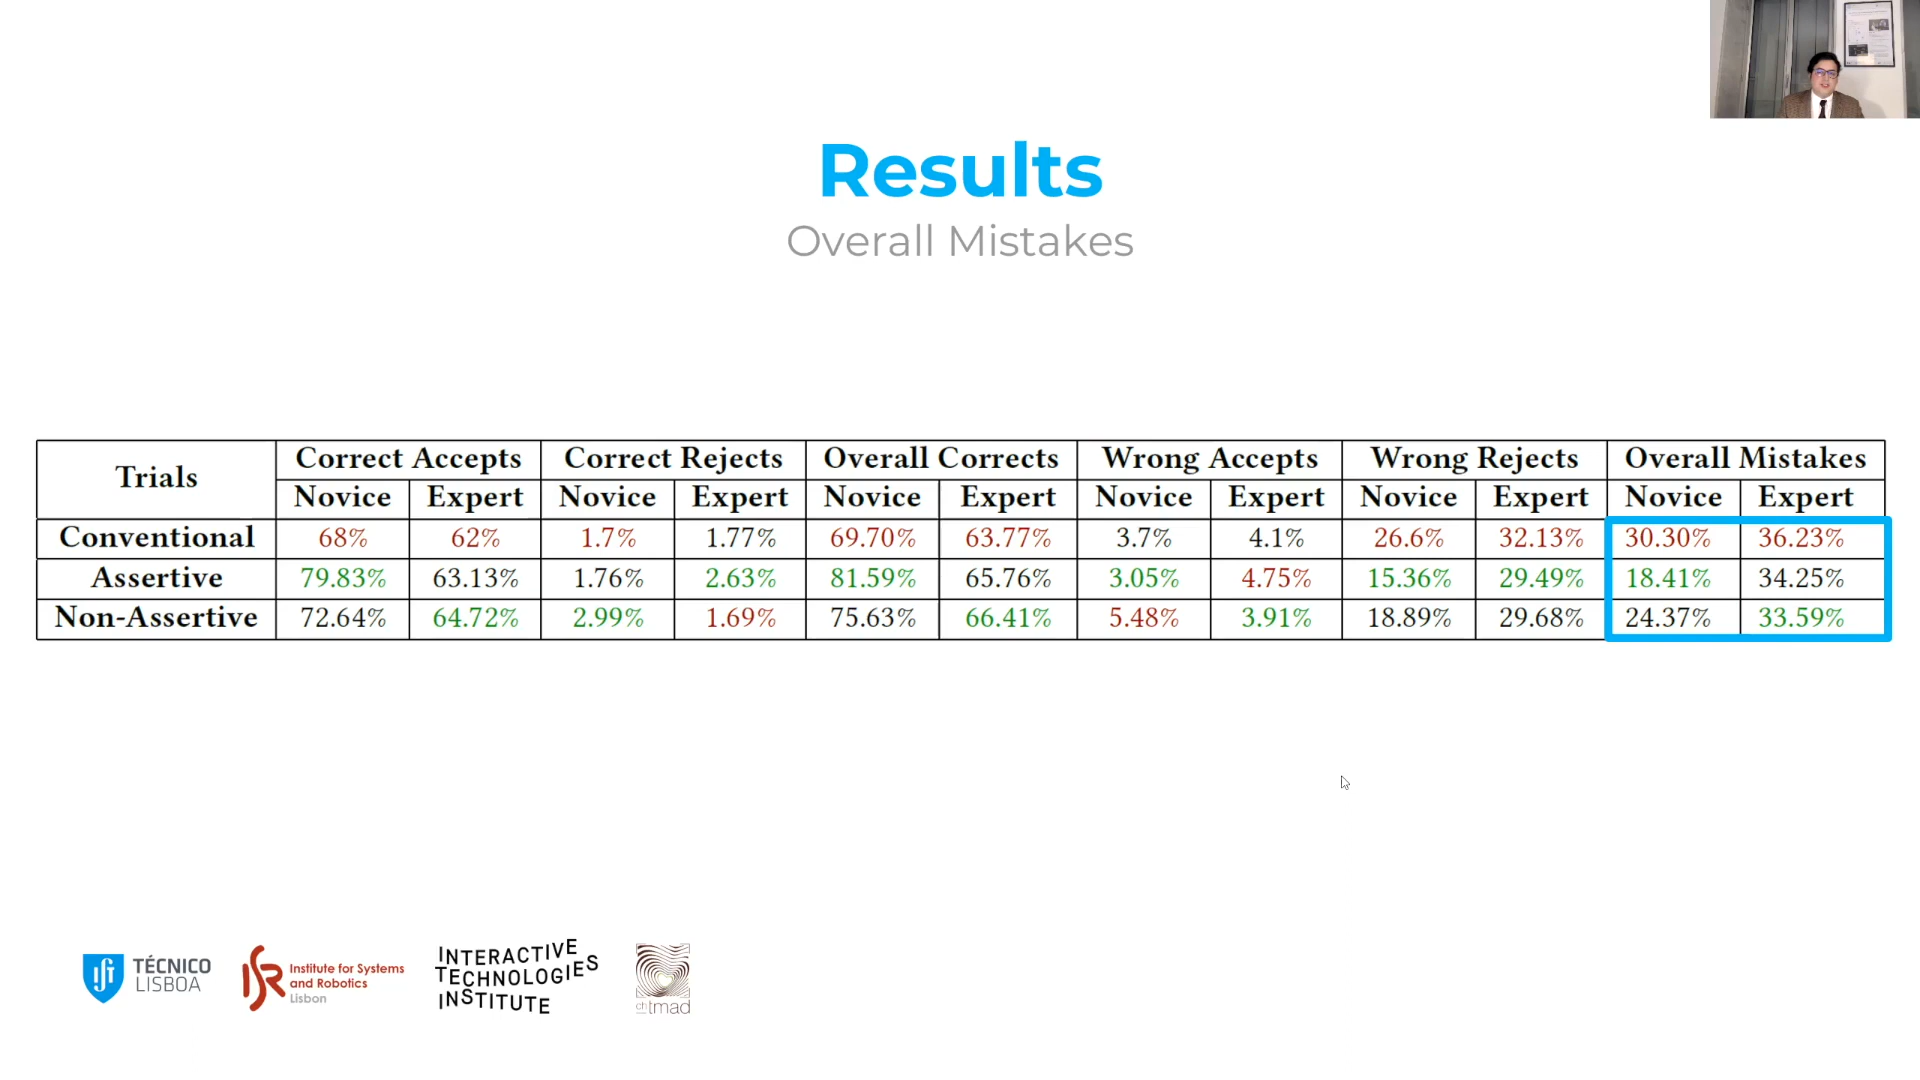 Results
Overall Mistakes
Trials Correct Accepts Correct Rejects Overall Corrects Wrong Accepts Wrong Rejects Overall Mistakes
Novice Expert Novice Expert Novice Expert Novice Expert Novice Expert Novice Expert
Conventional 68% 62% 1.7% 1.77% 69.70% 63.77% 3.7% 4.1% 26.6% 32.13% 30.30% 36.23%
Assertive 79.83% 63.13% 1.76% 2.63% 81.59% 65.76% 3.05% 4.75% 15.36% 29.49% 18.41% 34.25%
Non-Assertive 72.64% 64.72% 2.99% 1.69% 75.63% 66.41% 5.48% 3.91% 18.89% 29.68% 24.37% 33.59%
TÉCNICO
LISBOA
ISR
Institute for Systems
and Robotics
Lisbon
INTERACTIVE
TECHNOLOGIES
INSTITUTE
chtmad